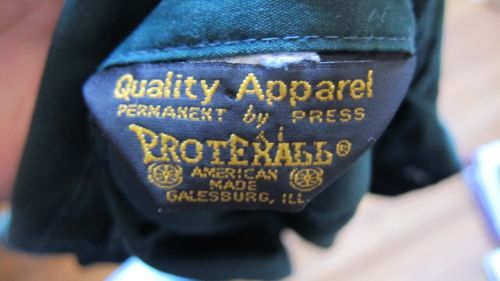 Quality Apparel
PERMANENT by PRESS
PROTEXALL®
AMERICAN
MADE
GALESBURG, ILL.